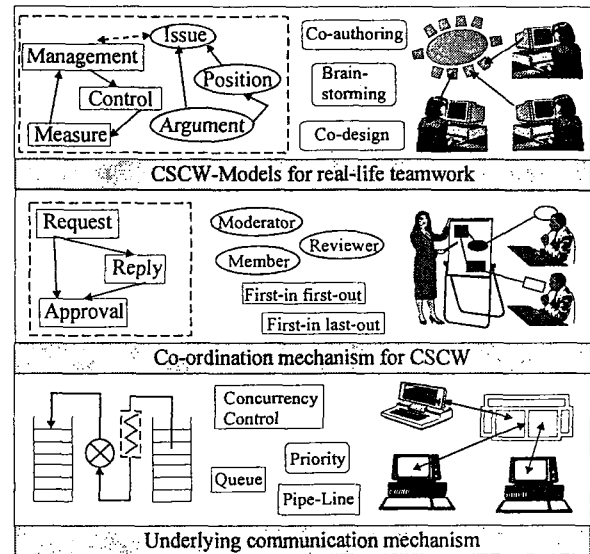 Issue
Management
Position
Control
Argument
Measure
Co-authoring
Brain-
storming
Co-design
CSCW-Models for real-life teamwork
Request
Reply
Approval
Moderator
Reviewer
Member
First-in first-out
First-in last-out
Co-ordination mechanism for CSCW
Concurrency
Control
Priority
Queue
Pipe-Line
Underlying communication mechanism